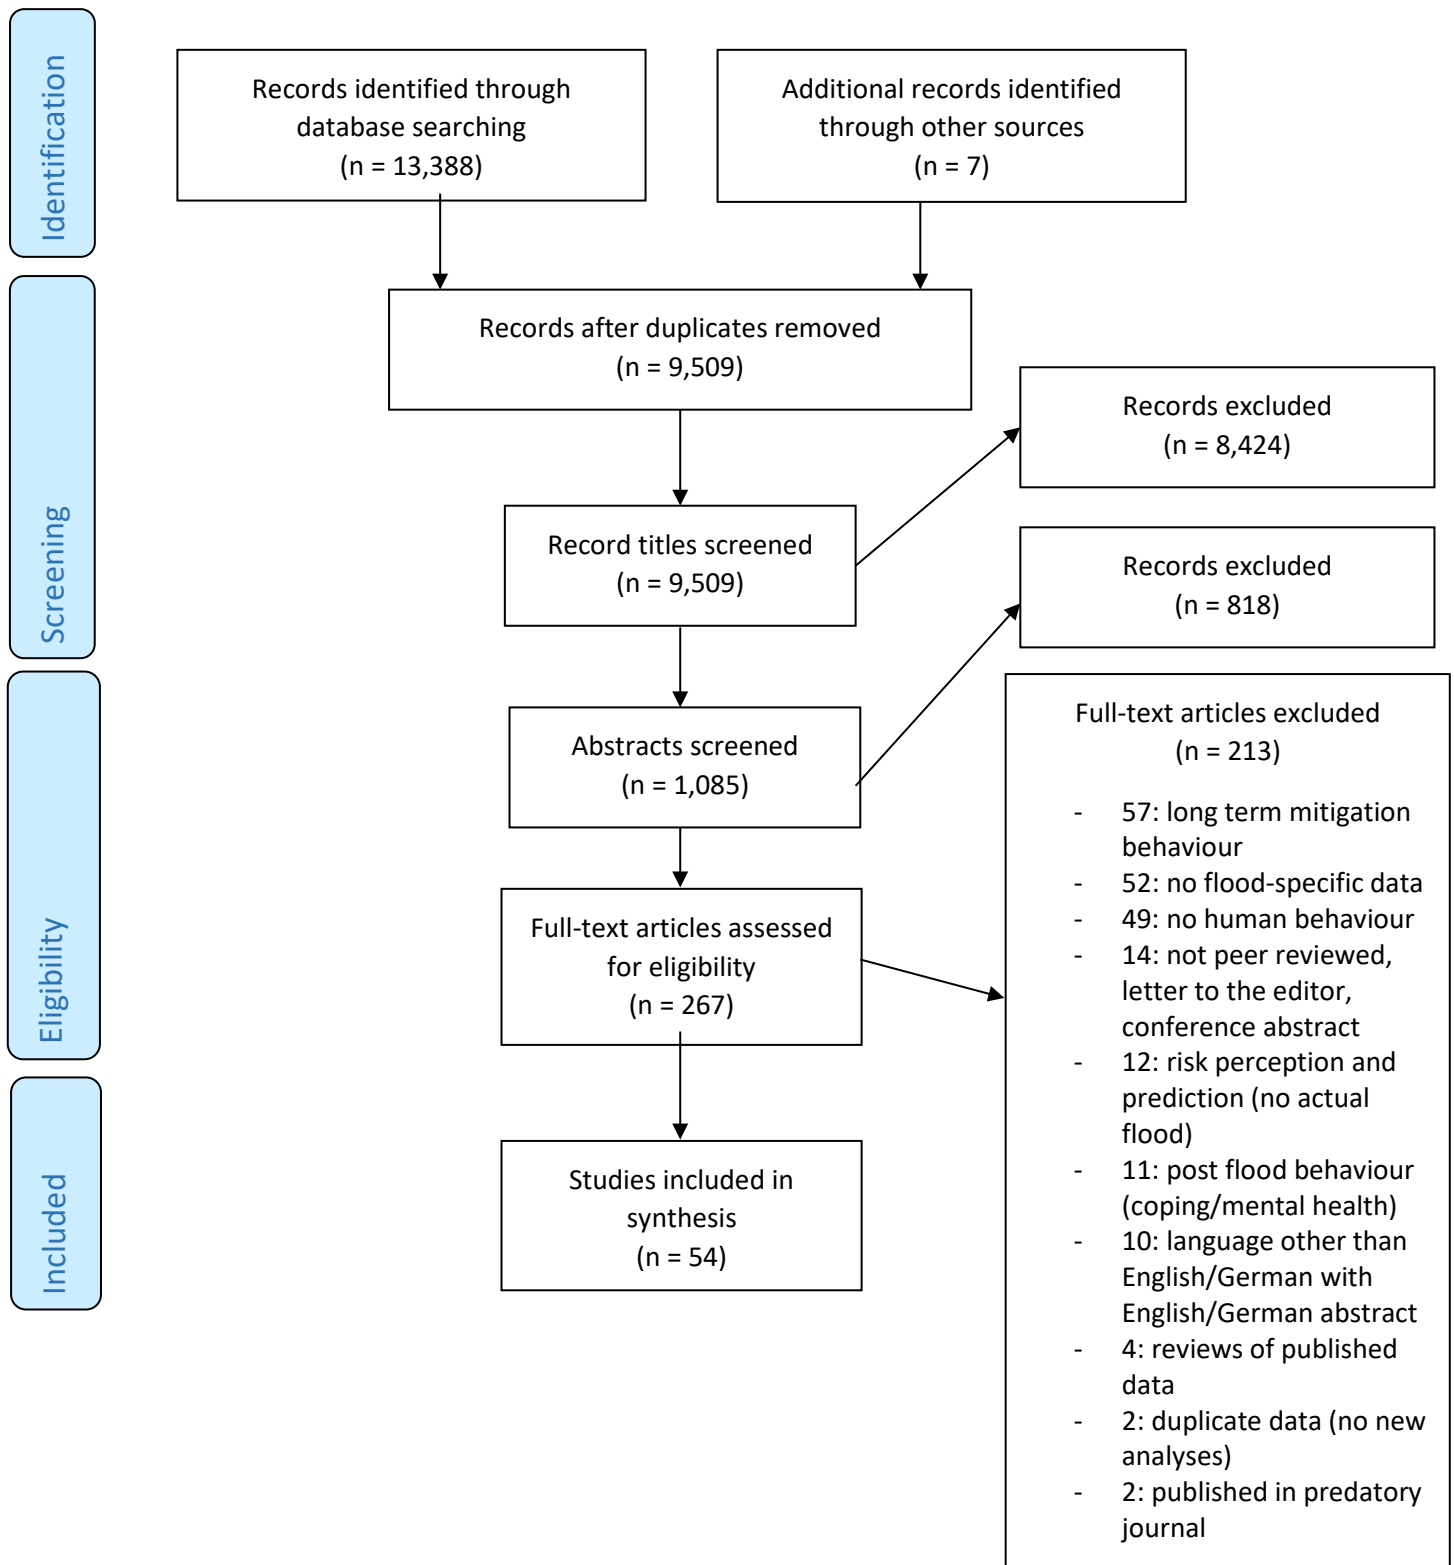 Identification
Records identified through
database searching
(n = 13,388)
Additional records identified
through other sources
(n = 7)
Screening
Records after duplicates removed
(n = 9,509)
Records excluded
(n = 8,424)
Record titles screened
(n = 9,509)
Records excluded
(n = 818)
Abstracts screened
(n = 1,085)
Eligibility
Full-text articles assessed
for eligibility
(n = 267)
Full-text articles excluded
(n = 213)
- 57: long term mitigation
behaviour
- 52: no flood-specific data
- 49: no human behaviour
- 14: not peer reviewed,
letter to the editor,
conference abstract
- 12: risk perception and
prediction (no actual
flood)
- 11: post flood behaviour
(coping/mental health)
- 10: language other than
English/German with
English/German abstract
- 4: reviews of published
data
- 2: duplicate data (no new
analyses)
- 2: published in predatory
journal
Included
Studies included in
synthesis
(n = 54)